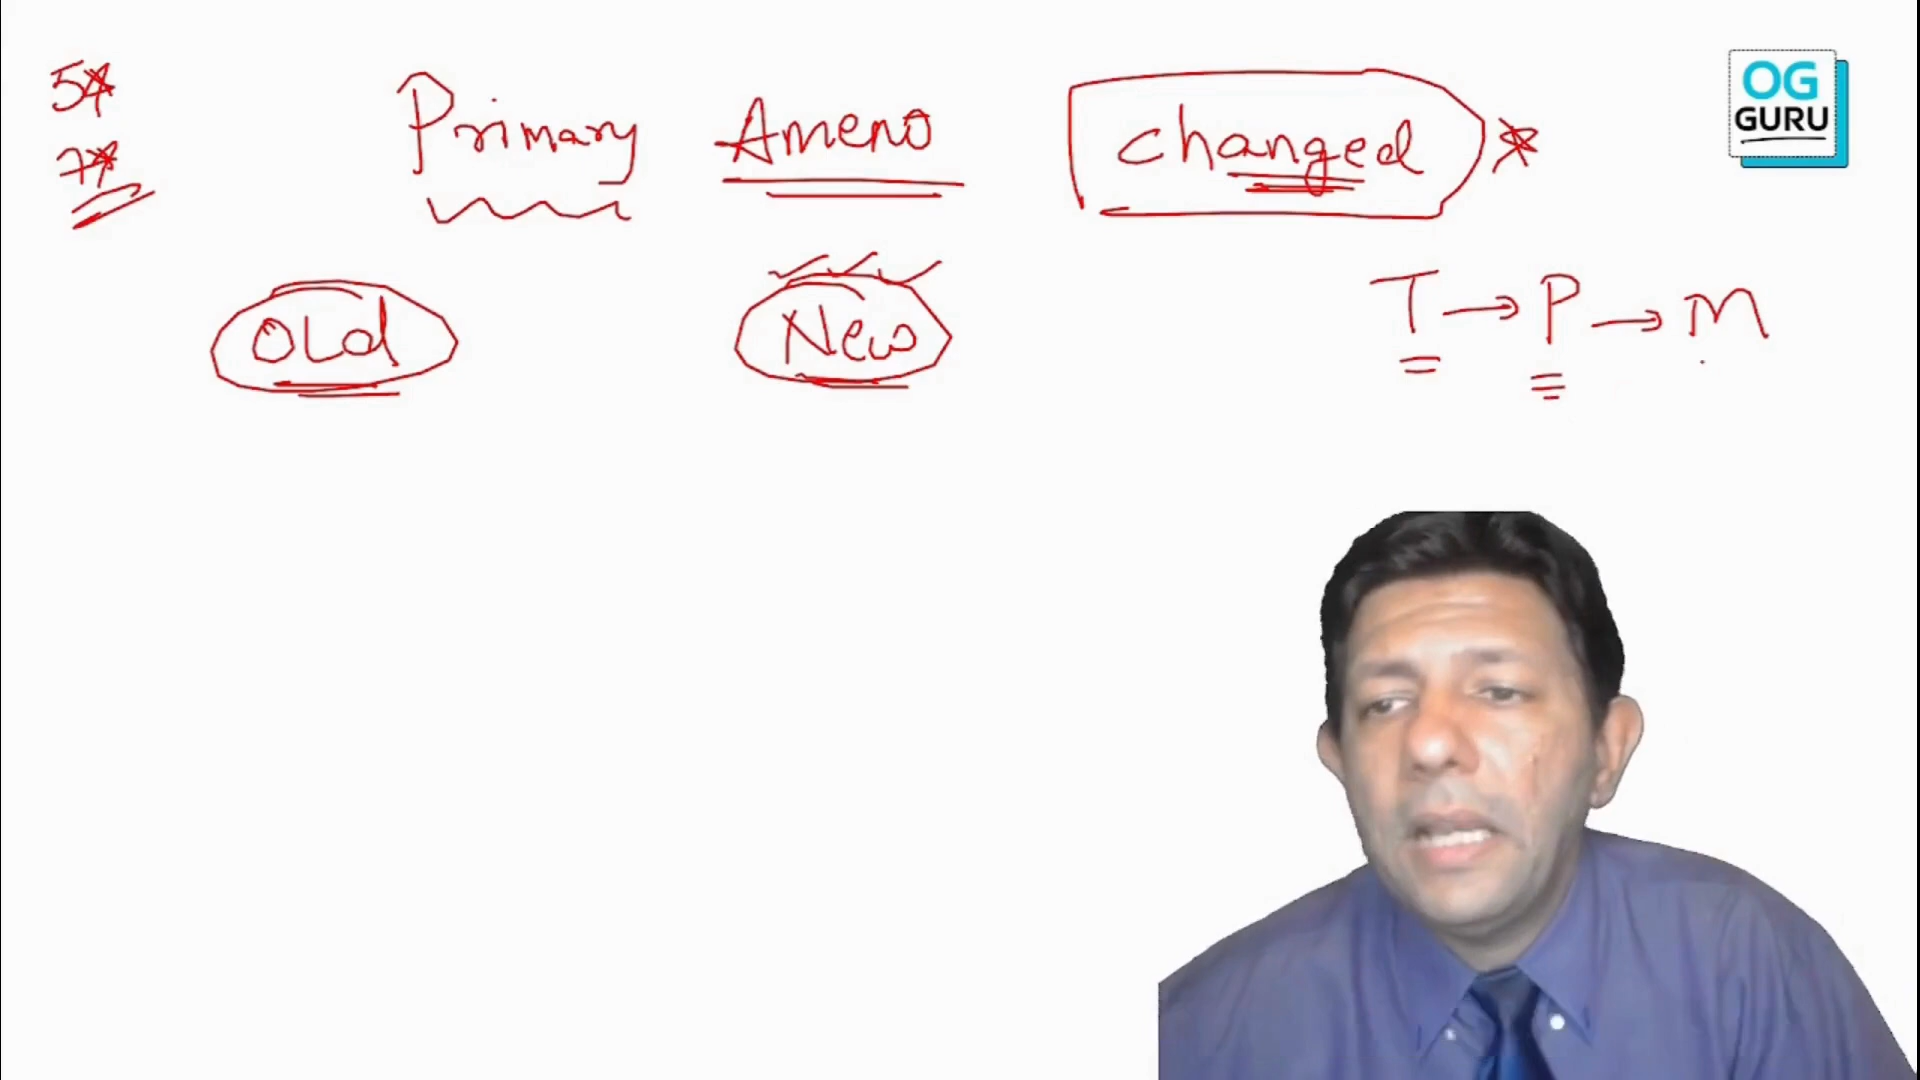 5*
7*
Primary Ameno changed *
OLd New
T → P → M
OG
GURU